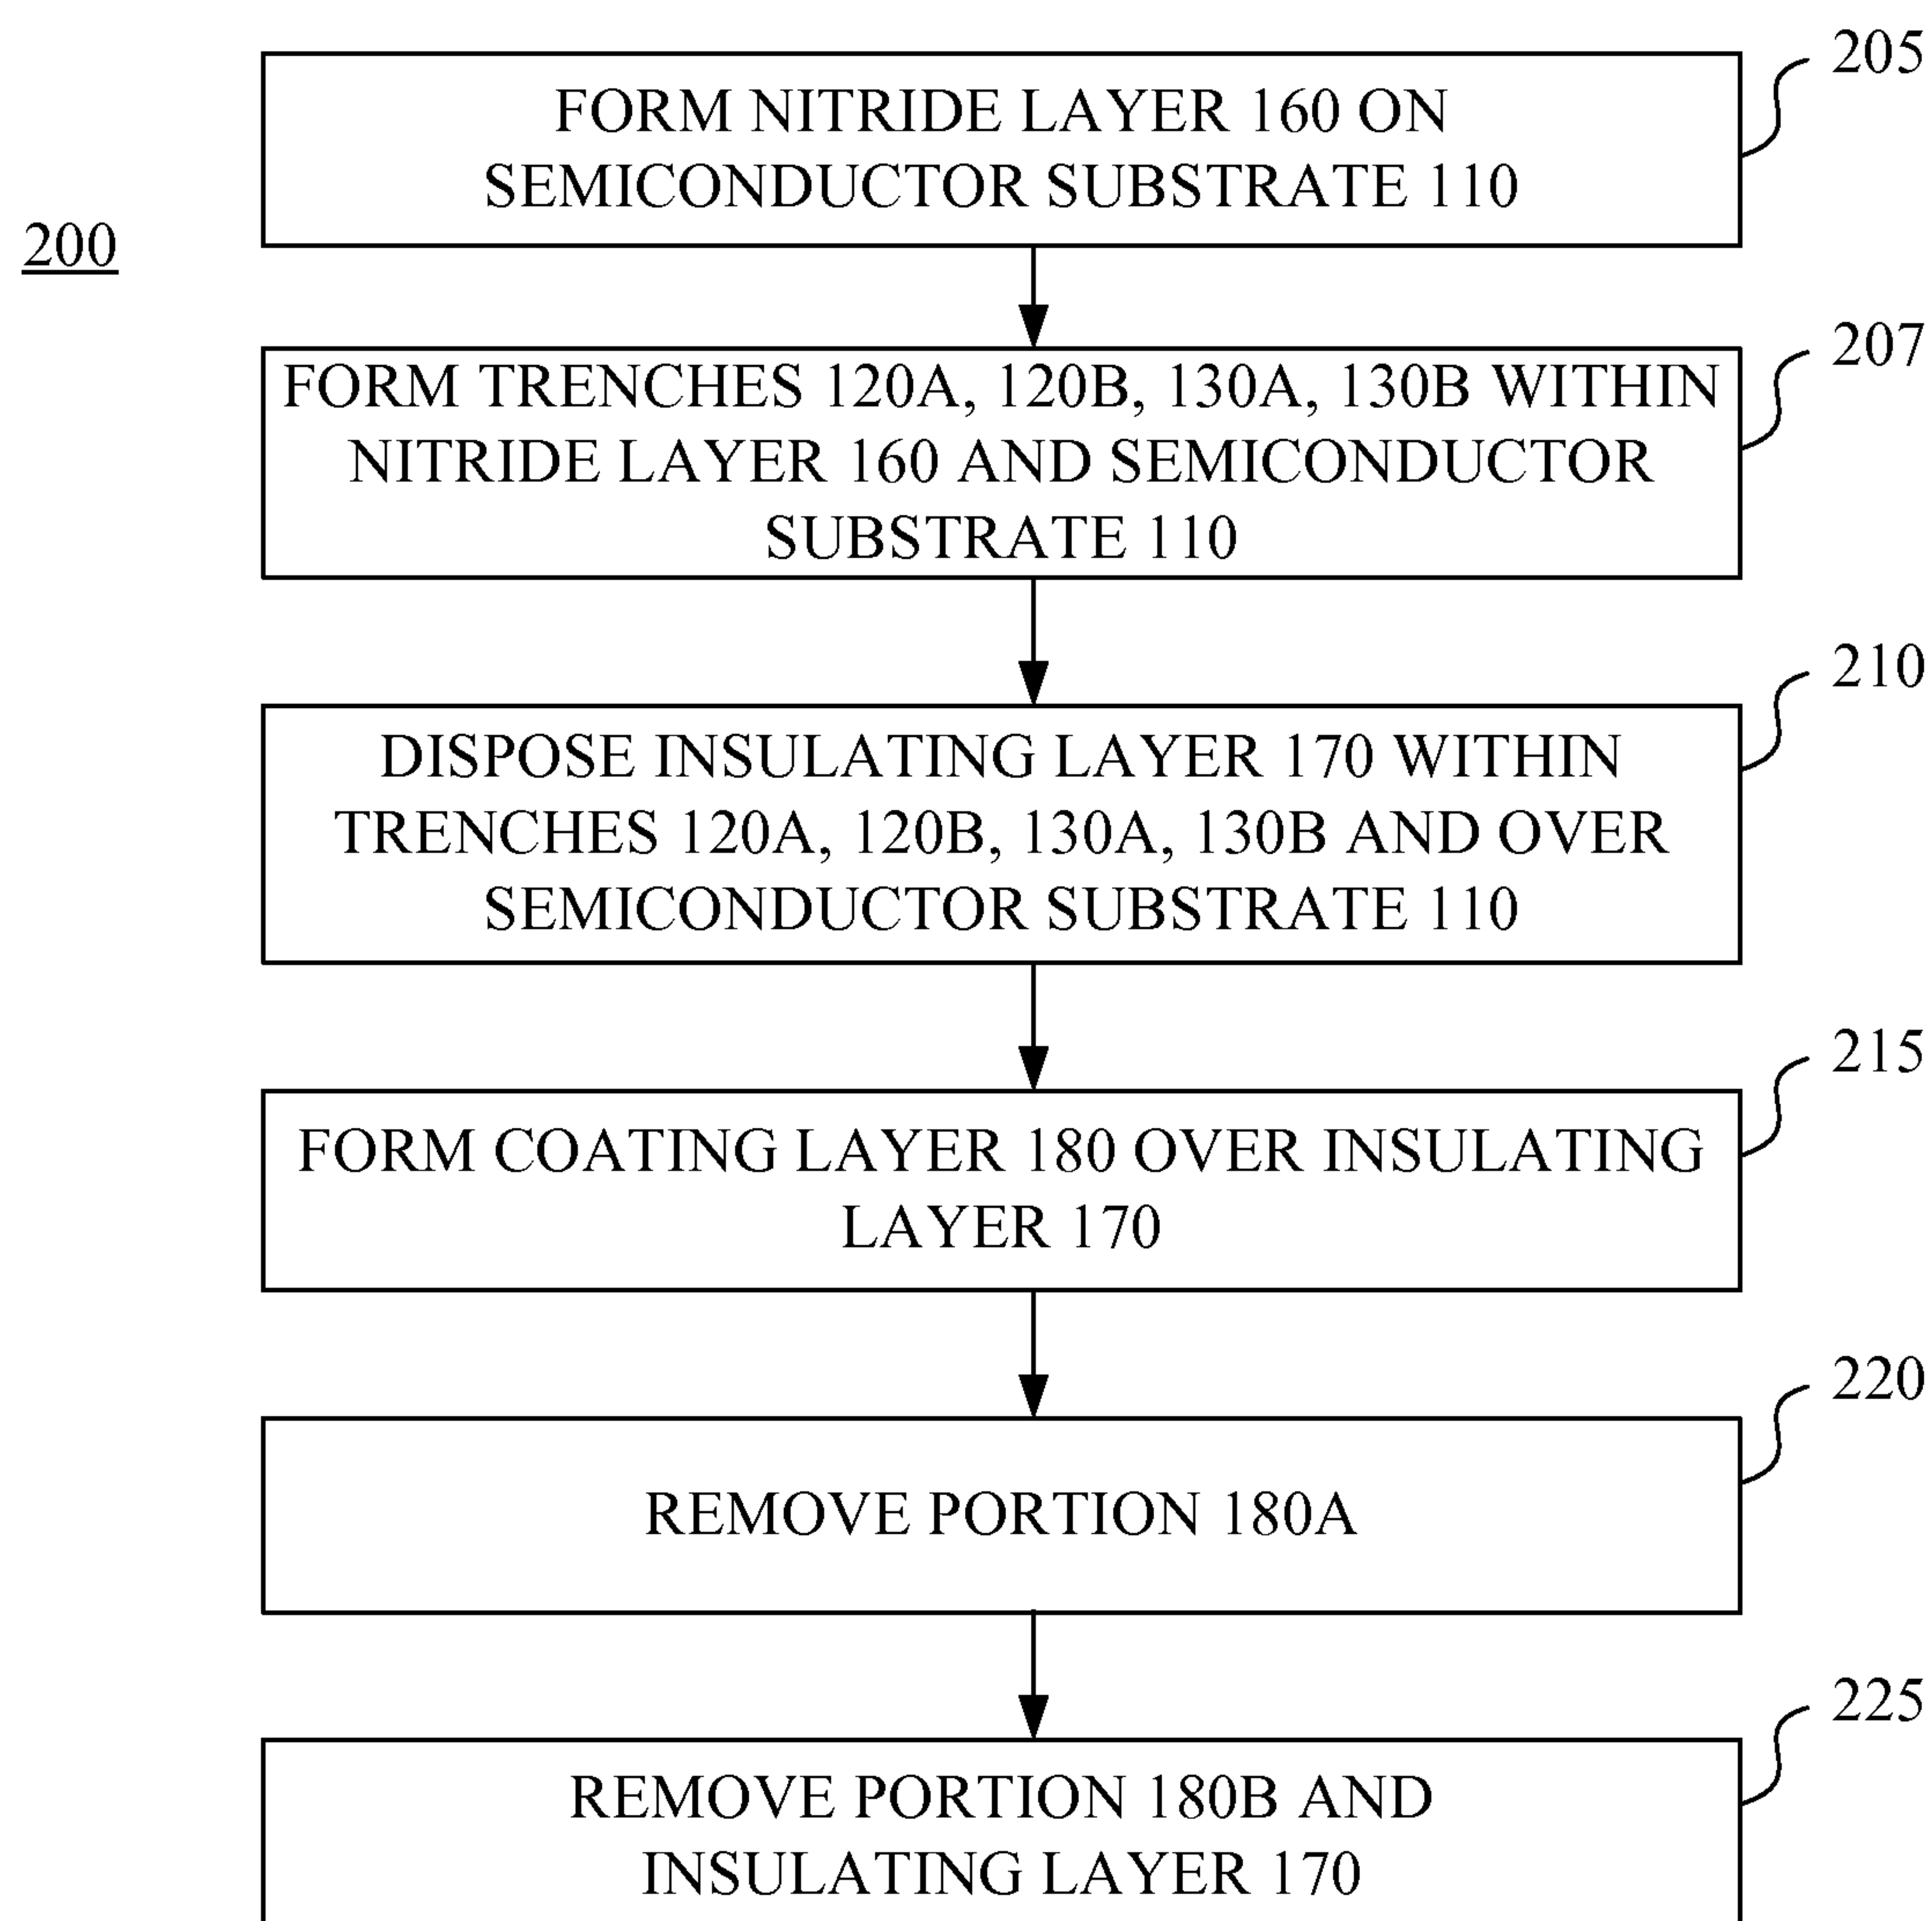 205
FORM NITRIDE LAYER 160 ON
SEMICONDUCTOR SUBSTRATE 110
200
207
FORM TRENCHES 120A, 120B, 130A, 130B WITHIN
NITRIDE LAYER 160 AND SEMICONDUCTOR
SUBSTRATE 110
210
DISPOSE INSULATING LAYER 170 WITHIN
TRENCHES 120A, 120B, 130A, 130B AND OVER
SEMICONDUCTOR SUBSTRATE 110
215
FORM COATING LAYER 180 OVER INSULATING
LAYER 170
220
REMOVE PORTION 180A
225
REMOVE PORTION 180B AND
INSULATING LAYER 170